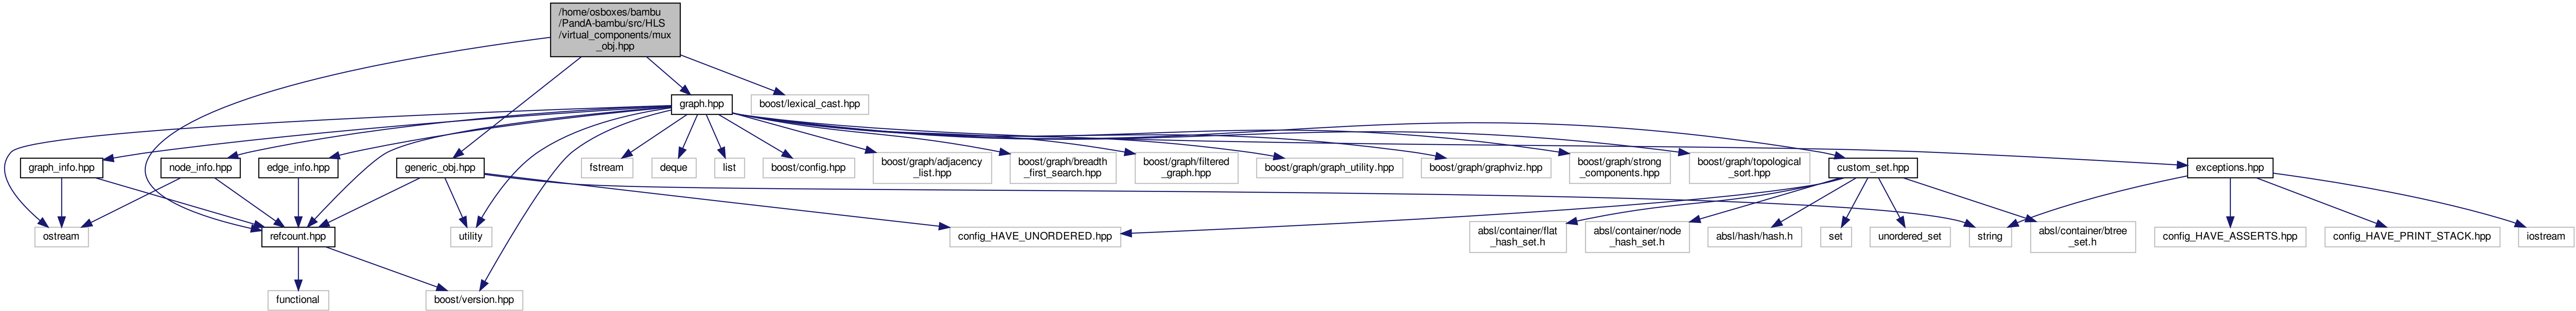 /home/osboxes/bambu
/PandA-bambu/src/HLS
/virtual_components/mux
_obj.hpp
graph.hpp
boost/lexical_cast.hpp
graph_info.hpp
node_info.hpp
edge_info.hpp
generic_obj.hpp
fstream
deque
list
boost/config.hpp
boost/graph/adjacency
_list.hpp
boost/graph/breadth
_first_search.hpp
boost/graph/filtered
_graph.hpp
boost/graph/graph_utility.hpp
boost/graph/graphviz.hpp
boost/graph/strong
_components.hpp
boost/graph/topological
_sort.hpp
custom_set.hpp
exceptions.hpp
ostream
refcount.hpp
utility
config_HAVE_UNORDERED.hpp
absl/container/flat
_hash_set.h
absl/container/node
_hash_set.h
absl/hash/hash.h
set
unordered_set
string
absl/container/btree
_set.h
config_HAVE_ASSERTS.hpp
config_HAVE_PRINT_STACK.hpp
iostream
functional
boost/version.hpp